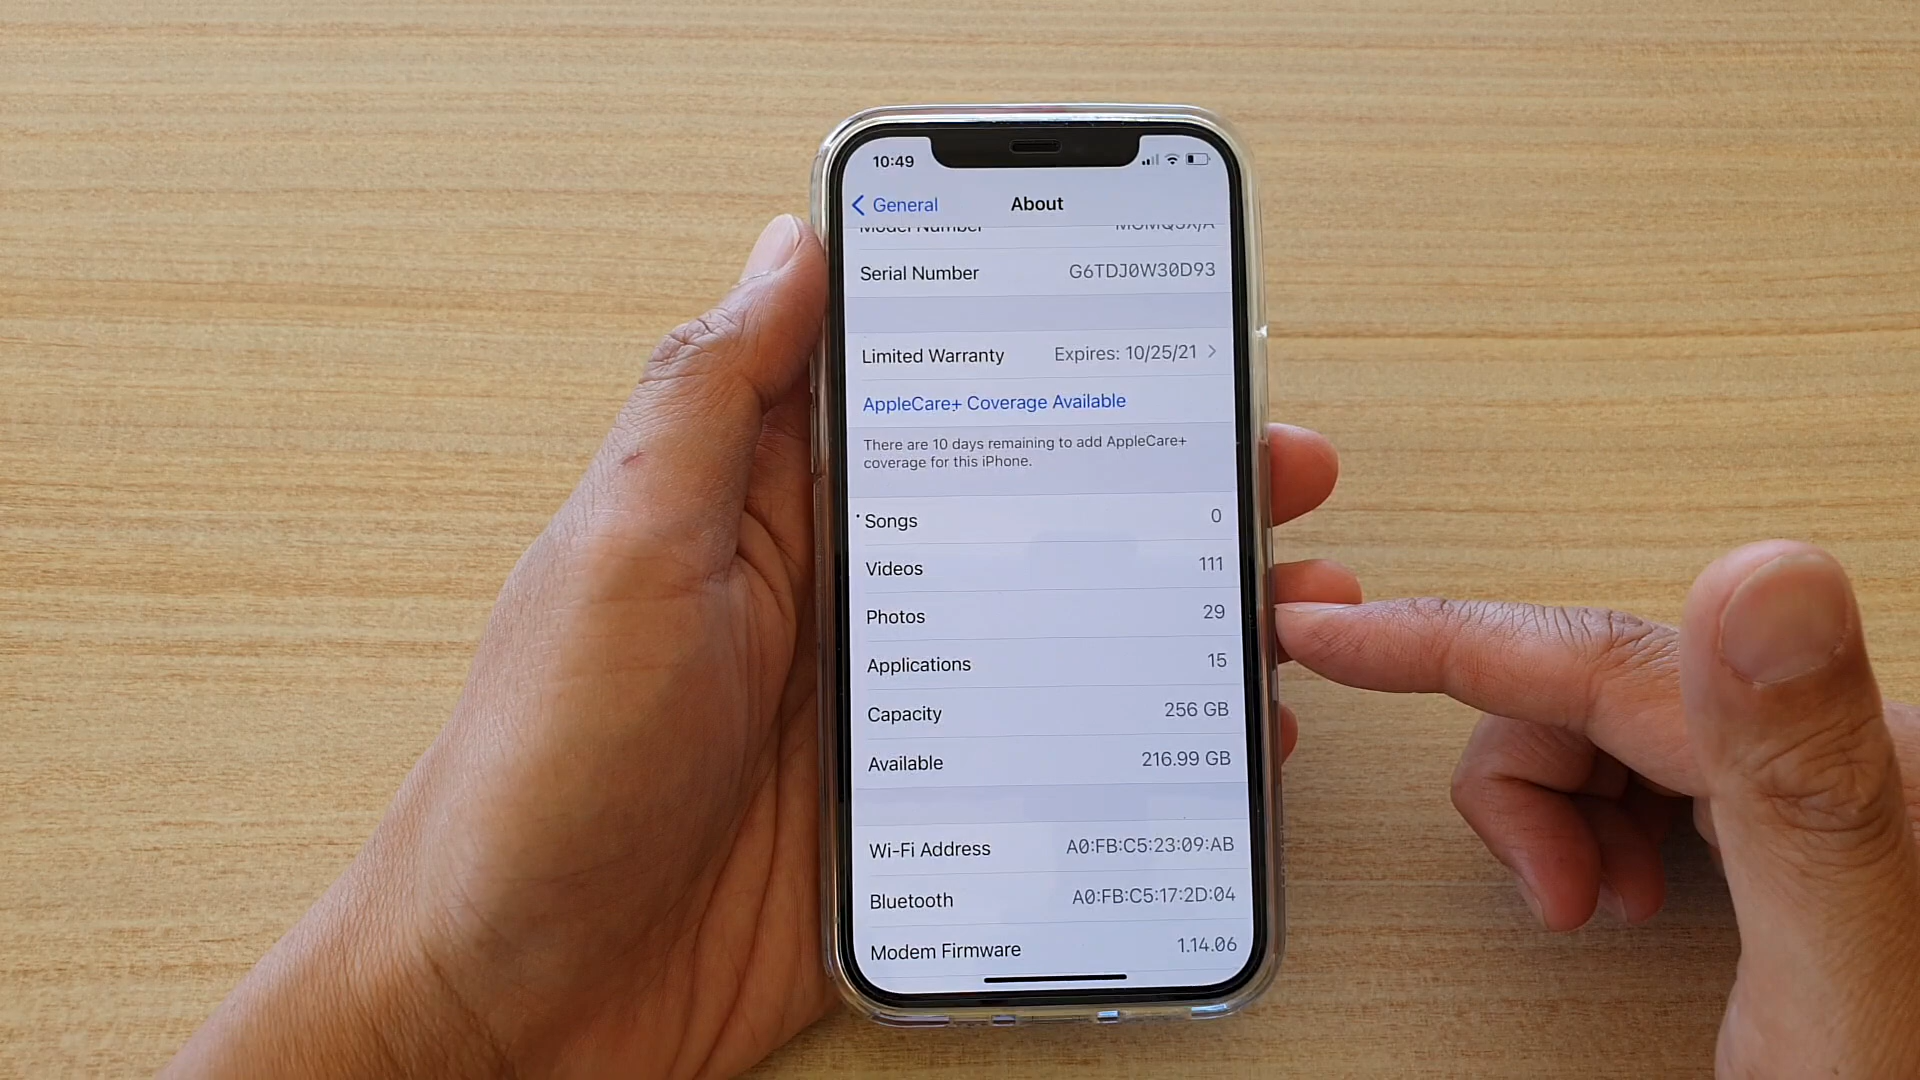 10:49
General
About
Model Number
Serial Number G6TDJ0W30D93
Limited Warranty Expires: 10/25/21
AppleCare+ Coverage Available
There are 10 days remaining to add AppleCare+
coverage for this iPhone.
Songs 0
Videos 111
Photos 29
Applications 15
Capacity 256 GB
Available 216.99 GB
Wi-Fi Address A0:FB:C5:23:09:AB
Bluetooth A0:FB:C5:17:2D:04
Modem Firmware 1.14.06